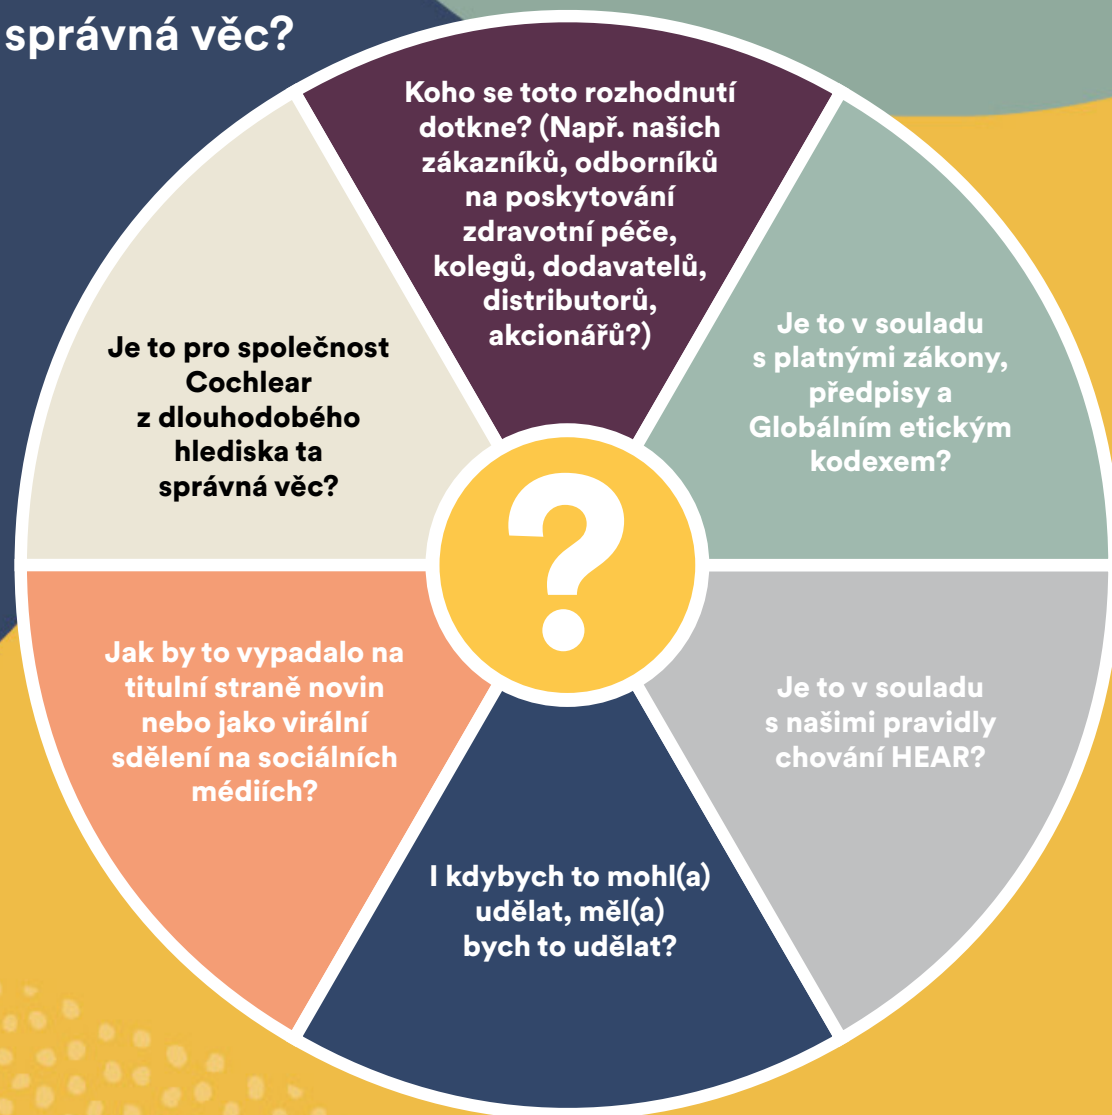 správná věc?
Koho se toto rozhodnutí
dotkne? (Např. našich
zákazníků, odborníků
na poskytování
zdravotní péče,
kolegů, dodavatelů,
distributorů,
akcionářů?)
Je to v souladu
s platnými zákony,
předpisy a
Globálním etickým
kodexem?
Je to v souladu
s našimi pravidly
chování HEAR?
I kdybych to mohl(a)
udělat, měl(a)
bych to udělat?
Jak by to vypadalo na
titulní straně novin
nebo jako virální
sdělení na sociálních
médiích?
Je to pro společnost
Cochlear
z dlouhodobého
hlediska ta
správná věc?
?